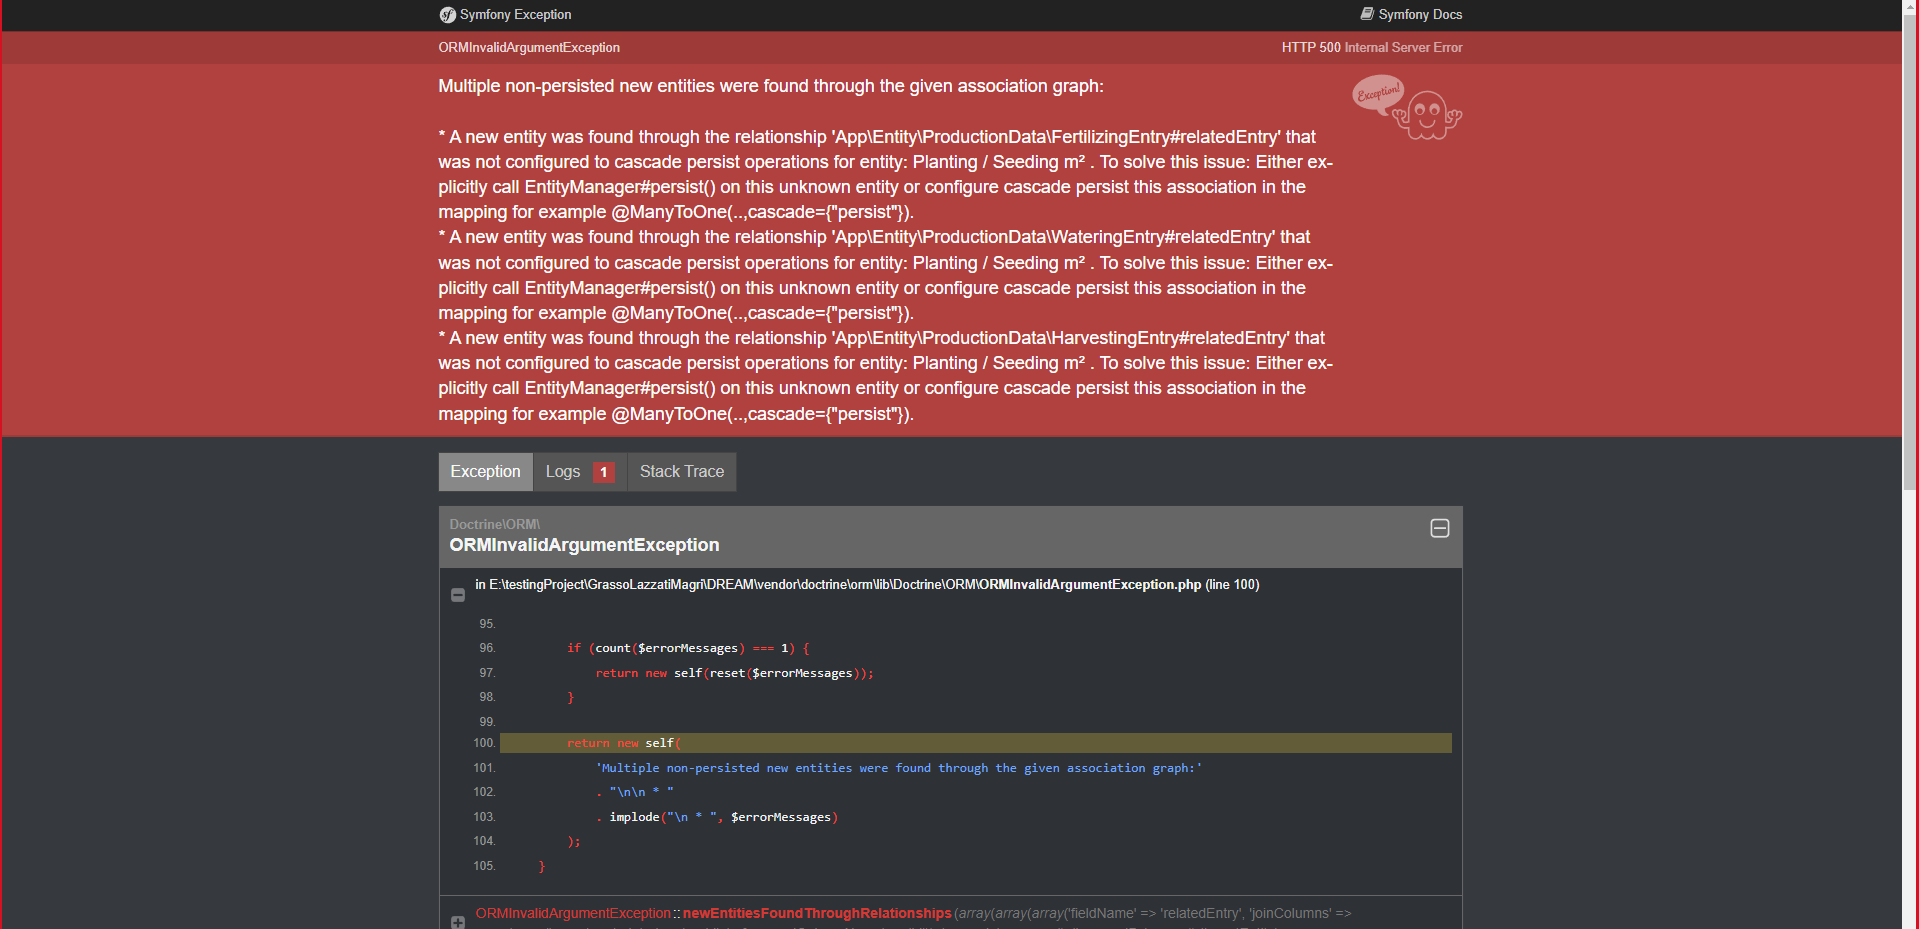 Symfony Exception
Symfony Docs
ORMInvalidArgumentException
HTTP 500 Internal Server Error
Multiple non-persisted new entities were found through the given association graph:
Exception!
* A new entity was found through the relationship 'App\Entity\ProductionData\FertilizingEntry#relatedEntry' that
was not configured to cascade persist operations for entity: Planting / Seeding m² . To solve this issue: Either ex-
plicitly call EntityManager#persist() on this unknown entity or configure cascade persist this association in the
mapping for example @ManyToOne(..,cascade={"persist"}).
* A new entity was found through the relationship 'App\Entity\ProductionData\WateringEntry#relatedEntry' that
was not configured to cascade persist operations for entity: Planting / Seeding m² . To solve this issue: Either ex-
plicitly call EntityManager#persist() on this unknown entity or configure cascade persist this association in the
mapping for example @ManyToOne(..,cascade={"persist"}).
* A new entity was found through the relationship 'App\Entity\ProductionData\HarvestingEntry#relatedEntry' that
was not configured to cascade persist operations for entity: Planting / Seeding m² . To solve this issue: Either ex-
plicitly call EntityManager#persist() on this unknown entity or configure cascade persist this association in the
mapping for example @ManyToOne(..,cascade={"persist"}).
Exception Logs 1 Stack Trace
Doctrine\ORM\
ORMInvalidArgumentException
in E:\testingProject\GrassoLazzatiMagri\DREAM\vendor\doctrine\orm\lib\Doctrine\ORM\ORMInvalidArgumentException.php (line 100)
95.
96. if (count($errorMessages) === 1) {
97. return new self(reset($errorMessages));
98. }
99.
100. return new self(
101. 'Multiple non-persisted new entities were found through the given association graph:'
102. . "\n\n * "
103. . implode("\n * ", $errorMessages)
104. );
105. }
ORMInvalidArgumentException::newEntitiesFoundThroughRelationships(array(array(array('fieldName' => 'relatedEntry', 'joinColumns' =>